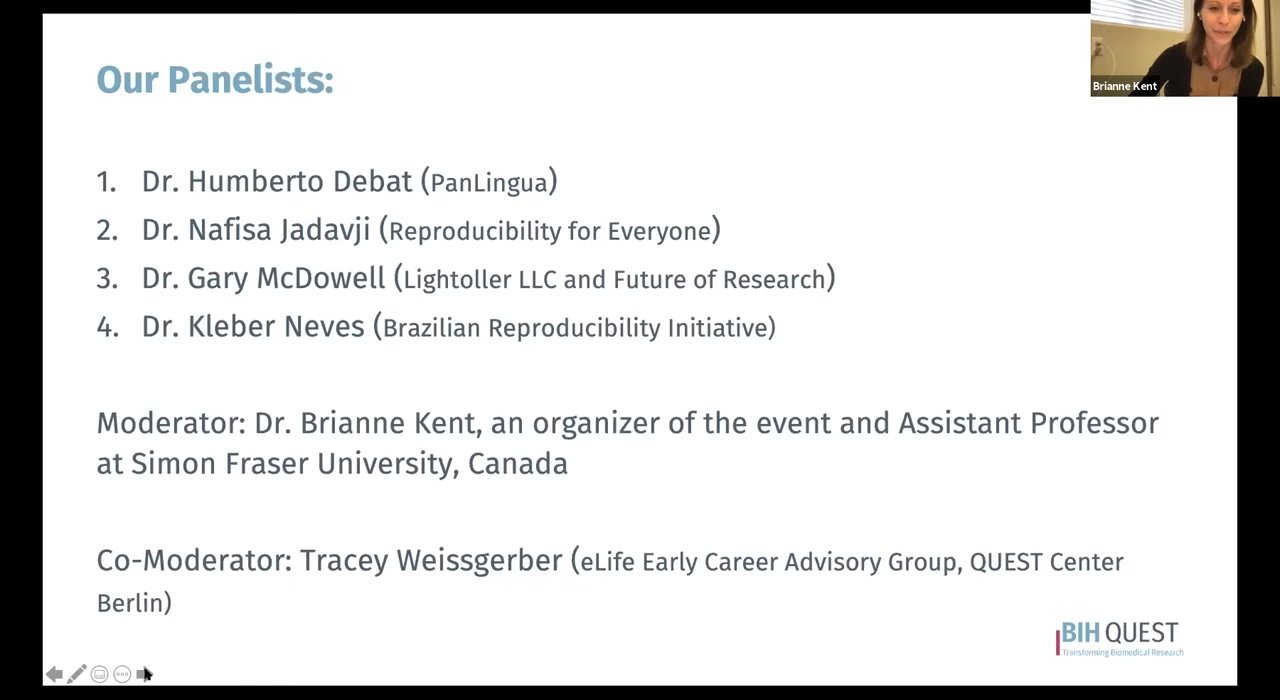 Our Panelists:
Brianne Kent
1. Dr. Humberto Debat (PanLingua)
2. Dr. Nafisa Jadavji (Reproducibility for Everyone)
3. Dr. Gary McDowell (Lightoller LLC and Future of Research)
4. Dr. Kleber Neves (Brazilian Reproducibility Initiative)
Moderator: Dr. Brianne Kent, an organizer of the event and Assistant Professor
at Simon Fraser University, Canada
Co-Moderator: Tracey Weissgerber (eLife Early Career Advisory Group, QUEST Center
Berlin)
BIH QUEST
Transforming Biomedical Research